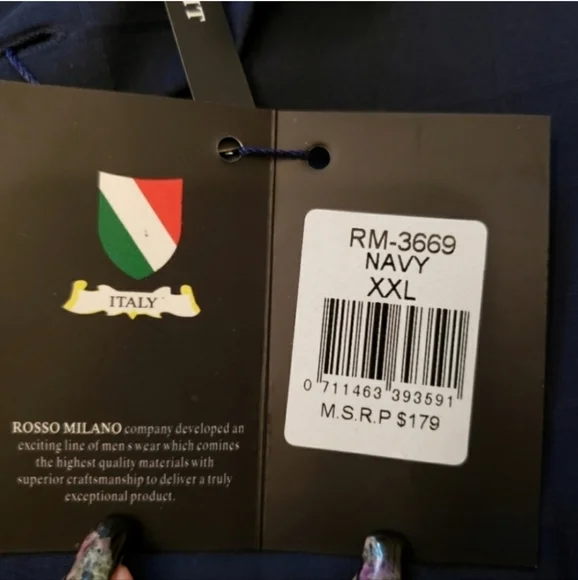 IT
ITALY
ROSSO MILANO company developed an
exciting line of men s wear which comines
the highest quality materials with
superior craftsmanship to deliver a truly
exceptional product.
RM-3669
NAVY
XXL
0 711463 393591
M.S.R.P $179